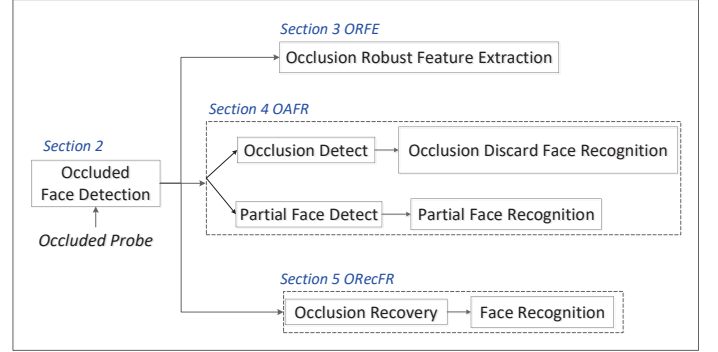 Section 3 ORFE
Occlusion Robust Feature Extraction
Section 4 OAFR
Section 2
Occluded
Face Detection
Occluded Probe
Occlusion Detect
Occlusion Discard Face Recognition
Partial Face Detect
Partial Face Recognition
Section 5 ORecFR
Occlusion Recovery
Face Recognition